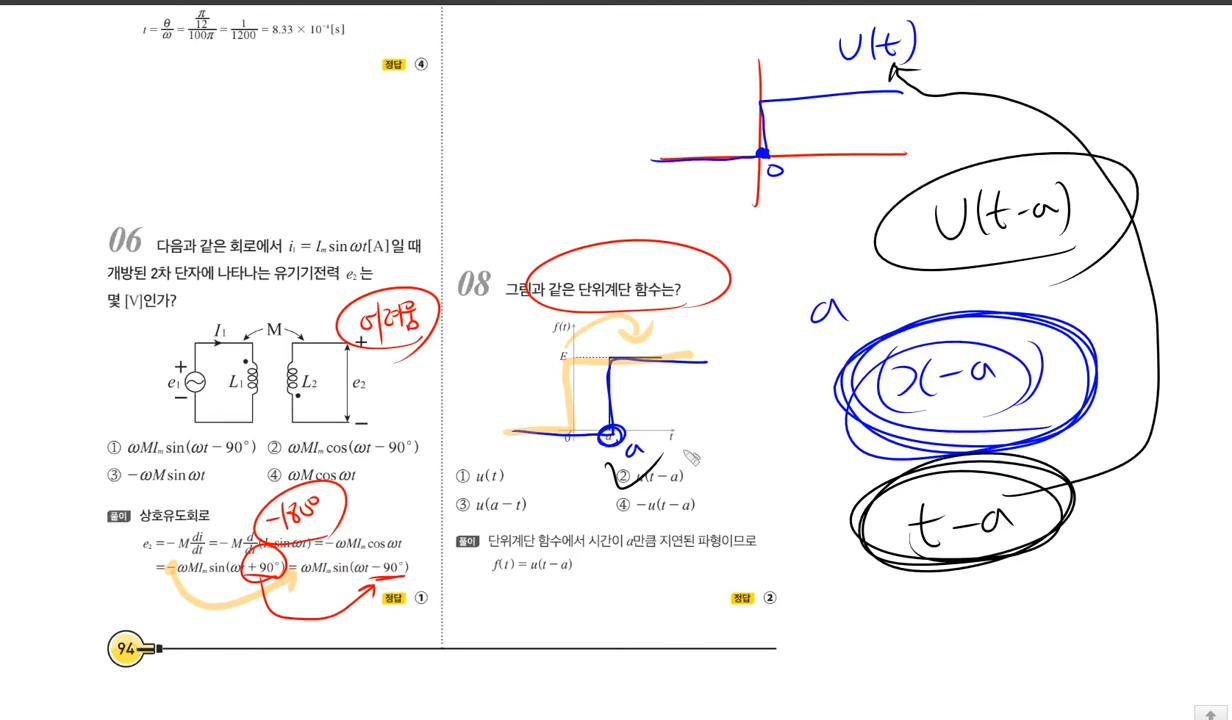 t = θ/ω = (π/12)/(100π) = 1/1200 = 8.33 × 10⁻⁴[s]
정답 ④
06 다음과 같은 회로에서 i₁ = Iₘ sin ωt[A]일 때
개방된 2차 단자에 나타나는 유기기전력 e₂는
몇 [V]인가?
어려움
I₁ M
+ +
e₁ L₁ L₂ e₂
− −
① ωMIₘ sin(ωt − 90°) ② ωMIₘ cos(ωt − 90°)
③ −ωM sin ωt ④ ωM cos ωt
-180°
풀이 상호유도회로
e₂ = −M di/dt = −M d/dt (Iₘ sin ωt) = −ωMIₘ cos ωt
= −ωMIₘ sin(ωt + 90°) = ωMIₘ sin(ωt − 90°)
정답 ①
94
08 그림과 같은 단위계단 함수는?
f(t)
E
0 a t
a
① u(t) ② u(t − a)
③ u(a − t) ④ −u(t − a)
풀이 단위계단 함수에서 시간이 a만큼 지연된 파형이므로
f(t) = u(t − a)
정답 ②
U(t)
0
U(t-a)
a
(x-a)
t-a